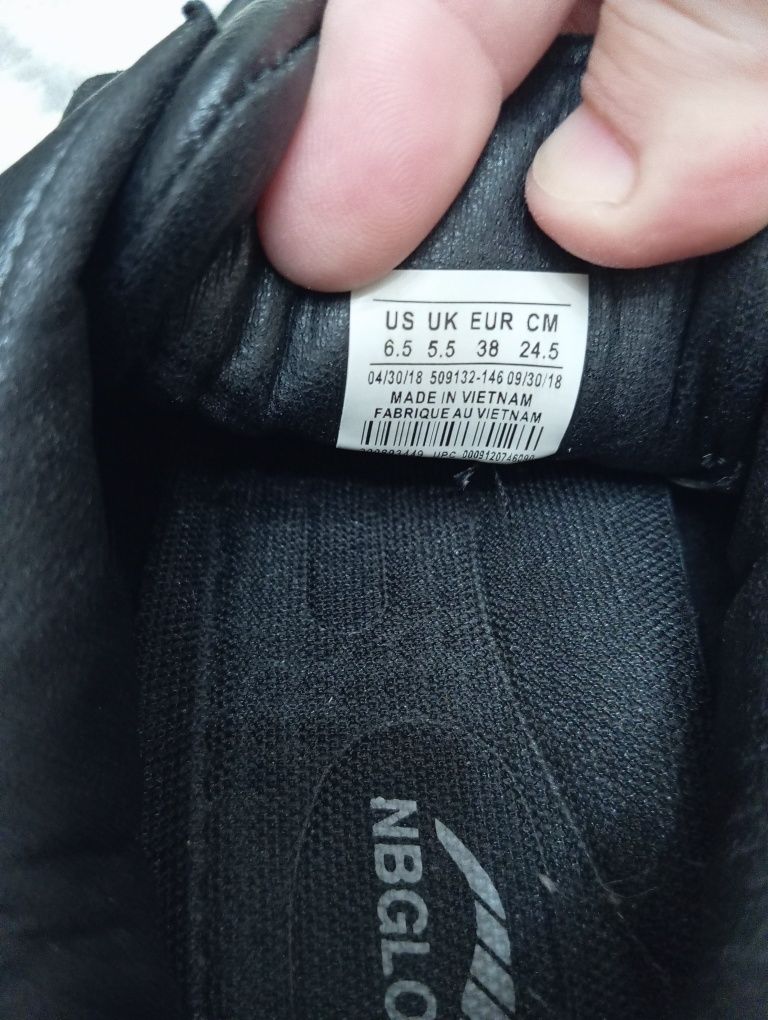 US UK EUR CM
6.5 5.5 38 24.5
04/30/18 509132-146 09/30/18
MADE IN VIETNAM
FABRIQUE AU VIETNAM
UPC
NBGLO